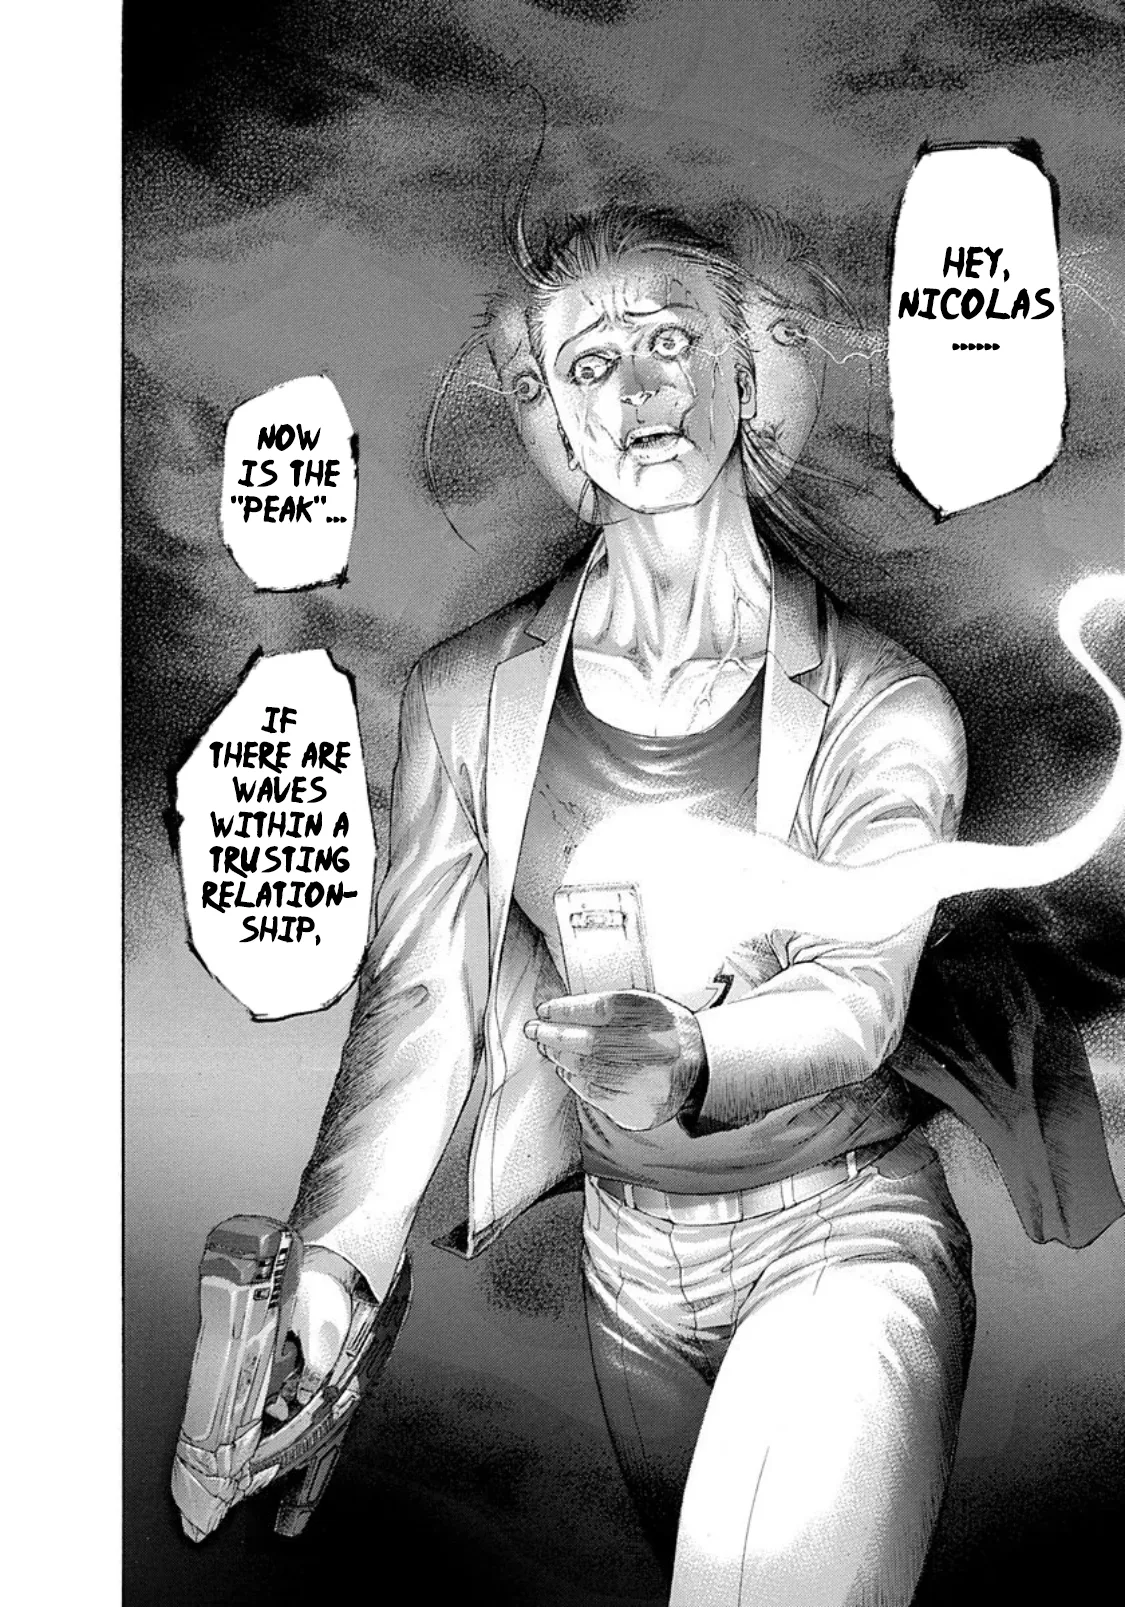 HEY,
NICOLAS
......
NOW
IS THE
"PEAK"...
IF
THERE ARE
WAVES
WITHIN A
TRUSTING
RELATION-
SHIP,